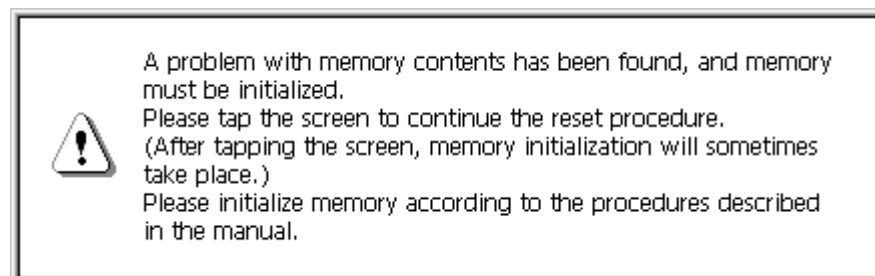 A problem with memory contents has been found, and memory
must be initialized.
Please tap the screen to continue the reset procedure.
(After tapping the screen, memory initialization will sometimes
take place.)
Please initialize memory according to the procedures described
in the manual.